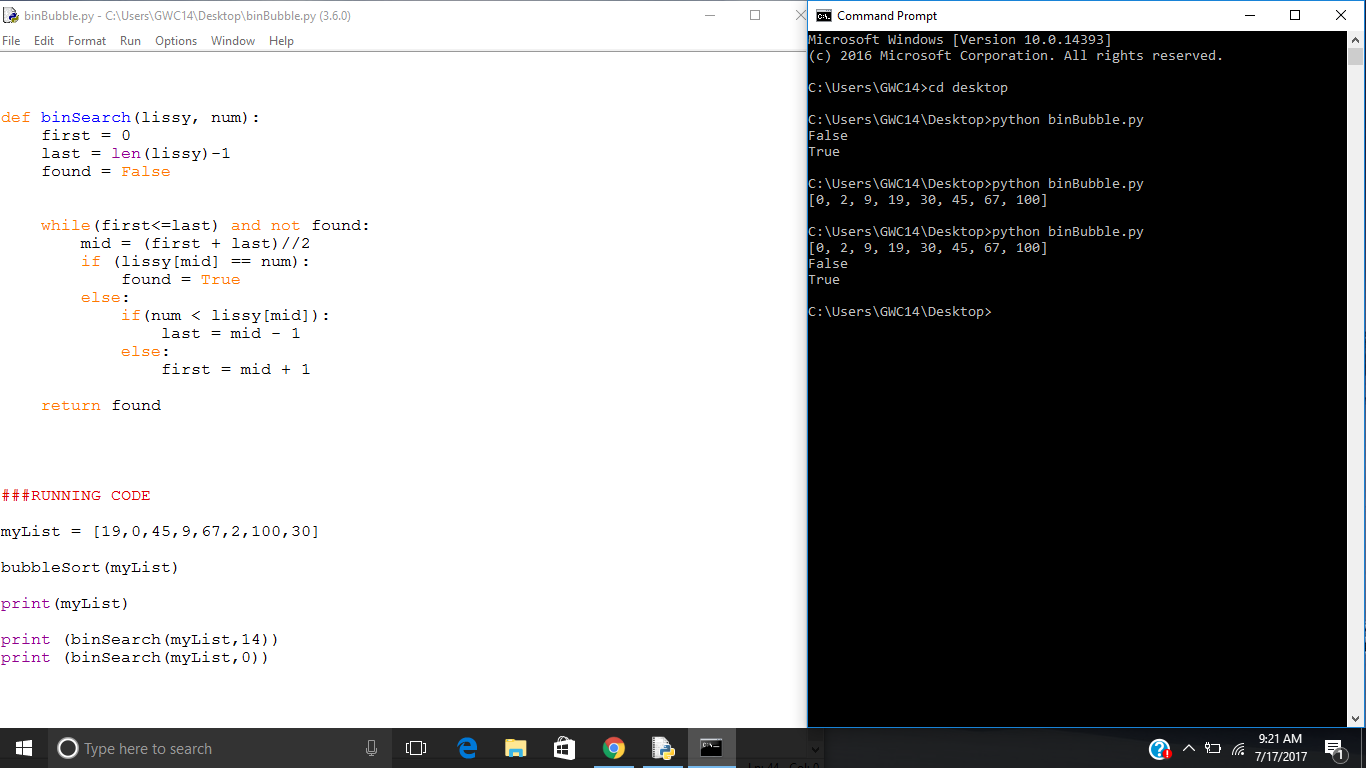 binBubble.py - C:\Users\GWC14\Desktop\binBubble.py (3.6.0)
File Edit Format Run Options Window Help
def binSearch(lissy, num):
    first = 0
    last = len(lissy)-1
    found = False
    while(first<=last) and not found:
        mid = (first + last)//2
        if (lissy[mid] == num):
            found = True
        else:
            if(num < lissy[mid]):
                last = mid - 1
            else:
                first = mid + 1
    return found
###RUNNING CODE
myList = [19,0,45,9,67,2,100,30]
bubbleSort(myList)
print(myList)
print (binSearch(myList,14))
print (binSearch(myList,0))
Command Prompt
Microsoft Windows [Version 10.0.14393]
(c) 2016 Microsoft Corporation. All rights reserved.
C:\Users\GWC14>cd desktop
C:\Users\GWC14\Desktop>python binBubble.py
False
True
C:\Users\GWC14\Desktop>python binBubble.py
[0, 2, 9, 19, 30, 45, 67, 100]
C:\Users\GWC14\Desktop>python binBubble.py
[0, 2, 9, 19, 30, 45, 67, 100]
False
True
C:\Users\GWC14\Desktop>
Type here to search
9:21 AM
7/17/2017
1